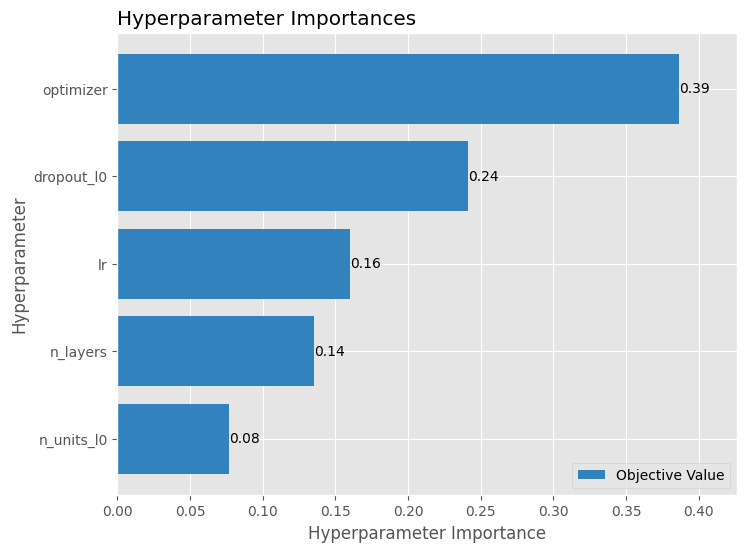 Hyperparameter Importances
Hyperparameter
optimizer
0.39
dropout_l0
0.24
lr
0.16
n_layers
0.14
n_units_l0
0.08
Objective Value
0.00 0.05 0.10 0.15 0.20 0.25 0.30 0.35 0.40
Hyperparameter Importance